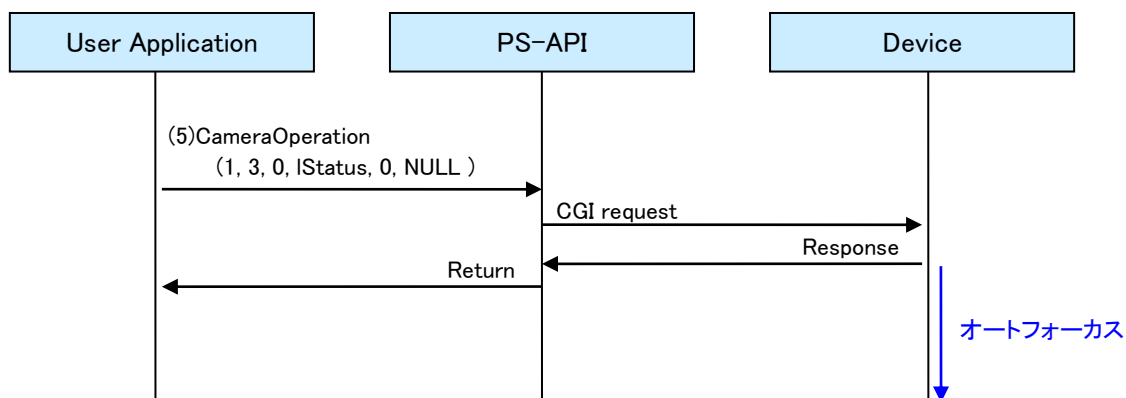 User Application
PS-API
Device
(5)CameraOperation
(1, 3, 0, lStatus, 0, NULL )
CGI request
Response
Return
オートフォーカス